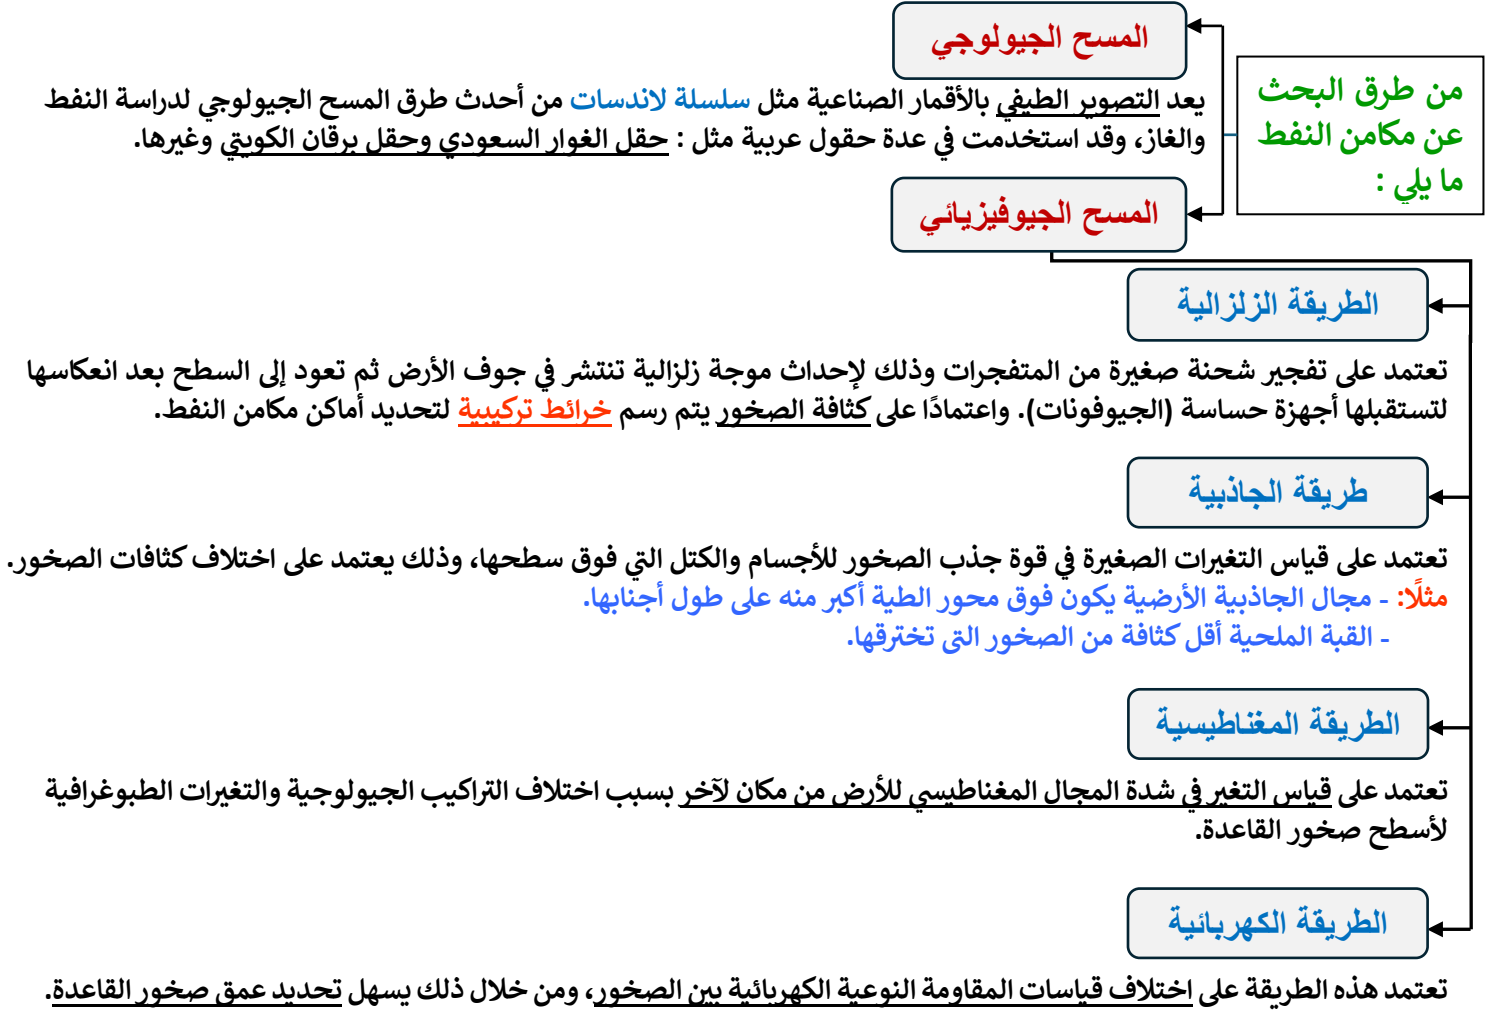 من طرق البحث
عن مكامن النفط
ما يلي :
المسح الجيولوجي
يعد التصوير الطيفي بالأقمار الصناعية مثل سلسلة لاندسات من أحدث طرق المسح الجيولوجي لدراسة النفط
والغاز، وقد استخدمت في عدة حقول عربية مثل : حقل الغوار السعودي وحقل برقان الكويتي وغيرها.
المسح الجيوفيزيائي
الطريقة الزلزالية
تعتمد على تفجير شحنة صغيرة من المتفجرات وذلك لإحداث موجة زلزالية تنتشر في جوف الأرض ثم تعود إلى السطح بعد انعكاسها
لتستقبلها أجهزة حساسة (الجيوفونات). واعتمادًا على كثافة الصخور يتم رسم خرائط تركيبية لتحديد أماكن مكامن النفط.
طريقة الجاذبية
تعتمد على قياس التغيرات الصغيرة في قوة جذب الصخور للأجسام والكتل التي فوق سطحها، وذلك يعتمد على اختلاف كثافات الصخور.
مثلًا: - مجال الجاذبية الأرضية يكون فوق محور الطية أكبر منه على طول أجنابها.
- القبة الملحية أقل كثافة من الصخور التى تخترقها.
الطريقة المغناطيسية
تعتمد على قياس التغير في شدة المجال المغناطيسي للأرض من مكان لآخر بسبب اختلاف التراكيب الجيولوجية والتغيرات الطبوغرافية
لأسطح صخور القاعدة.
الطريقة الكهربائية
تعتمد هذه الطريقة على اختلاف قياسات المقاومة النوعية الكهربائية بين الصخور، ومن خلال ذلك يسهل تحديد عمق صخور القاعدة.